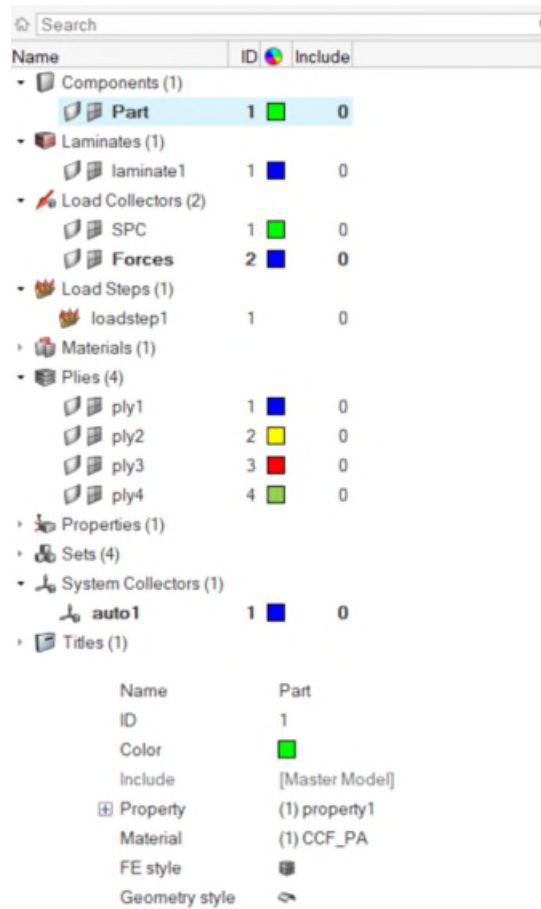 Search
Name ID Include
Components (1)
Part 1 0
Laminates (1)
laminate1 1 0
Load Collectors (2)
SPC 1 0
Forces 2 0
Load Steps (1)
loadstep1 1 0
Materials (1)
Plies (4)
ply1 1 0
ply2 2 0
ply3 3 0
ply4 4 0
Properties (1)
Sets (4)
System Collectors (1)
auto1 1 0
Titles (1)
Name Part
ID 1
Color
Include [Master Model]
Property (1) property1
Material (1) CCF_PA
FE style
Geometry style